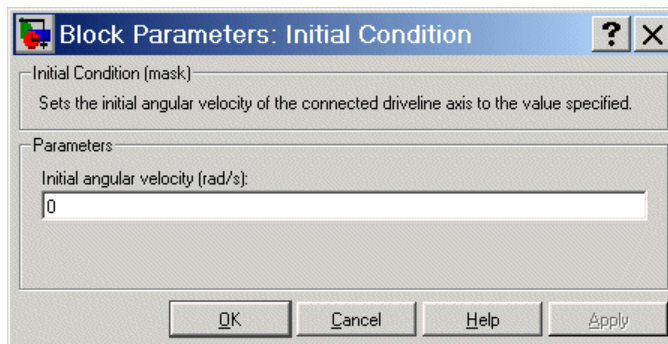 Block Parameters: Initial Condition
Initial Condition (mask)
Sets the initial angular velocity of the connected driveline axis to the value specified.
Parameters
Initial angular velocity (rad/s):
0
OK Cancel Help Apply